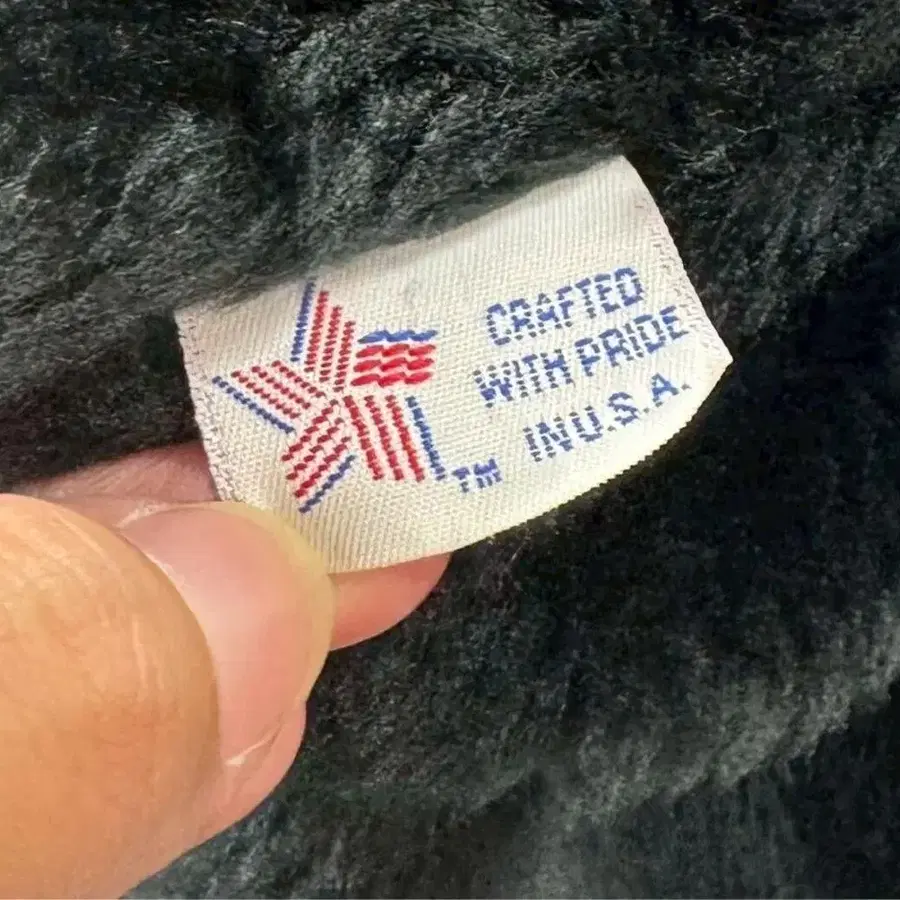 CRAFTED
WITH PRIDE
IN U.S.A.
TM